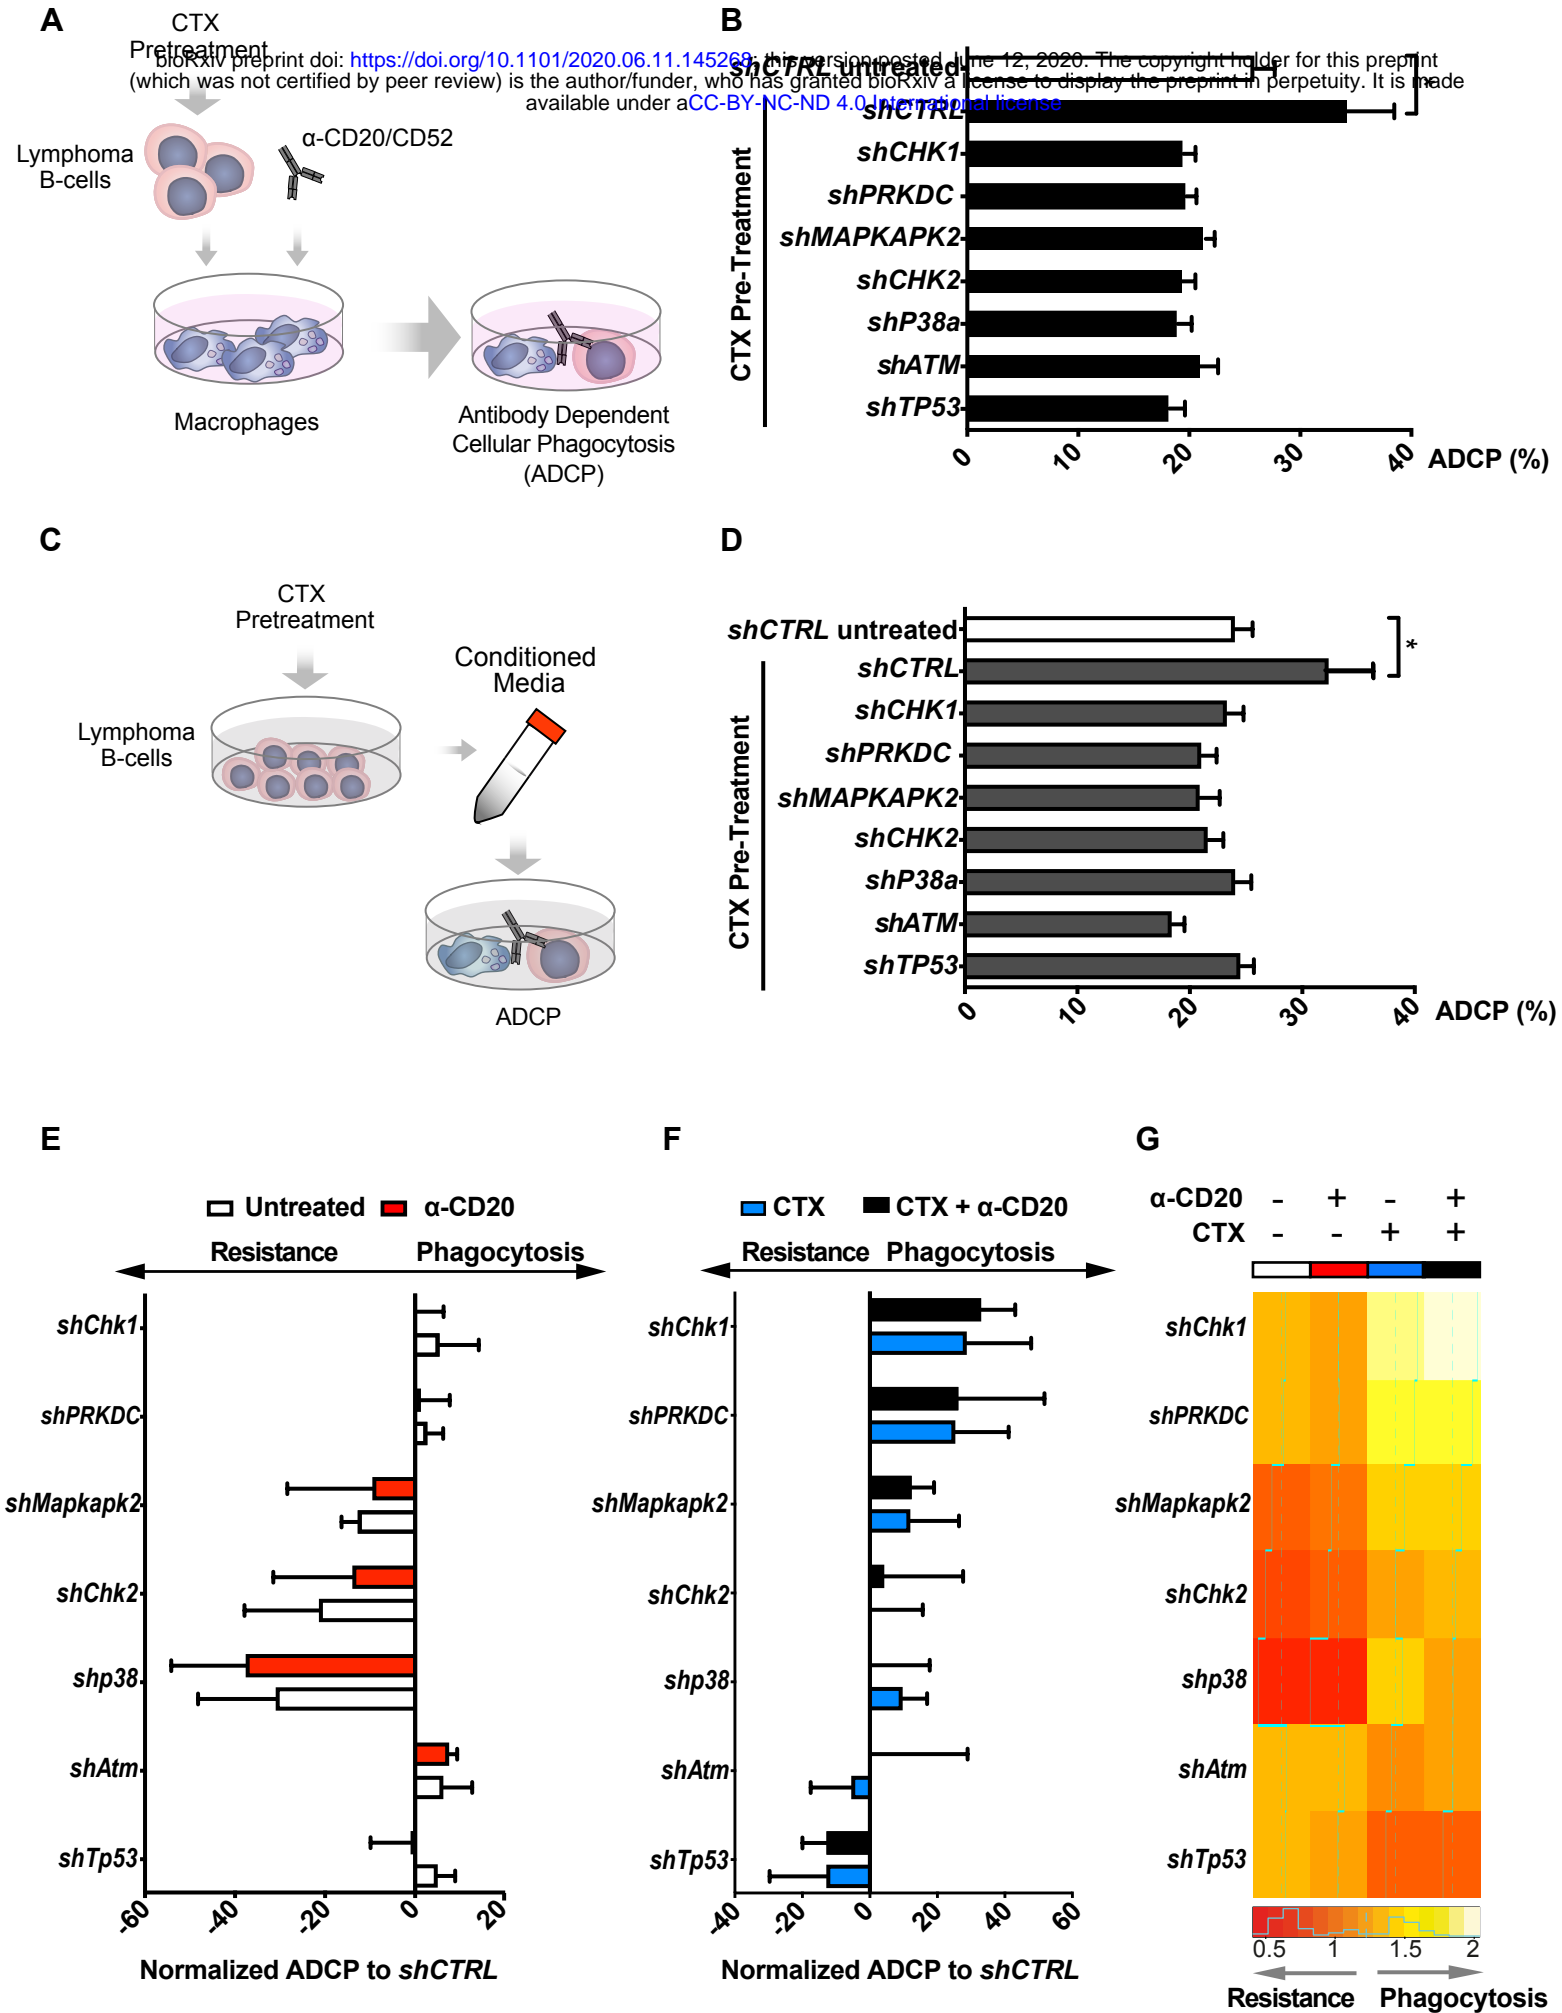 A
CTX
Pretreatment
bioRxiv preprint doi: https://doi.org/10.1101/2020.06.11.145268; this version posted June 12, 2020. The copyright holder for this preprint
(which was not certified by peer review) is the author/funder, who has granted bioRxiv a license to display the preprint in perpetuity. It is made
available under aCC-BY-NC-ND 4.0 International license
Lymphoma
B-cells
α-CD20/CD52
Macrophages
Antibody Dependent
Cellular Phagocytosis
(ADCP)
B
shCTRL untreated
shCTRL
shCHK1
shPRKDC
shMAPKAPK2
shCHK2
shP38a
shATM
shTP53
CTX Pre-Treatment
0 10 20 30 40 ADCP (%)
C
CTX
Pretreatment
Lymphoma
B-cells
Conditioned
Media
ADCP
D
shCTRL untreated
*
shCTRL
shCHK1
shPRKDC
shMAPKAPK2
shCHK2
shP38a
shATM
shTP53
CTX Pre-Treatment
0 10 20 30 40 ADCP (%)
E
Untreated α-CD20
Resistance Phagocytosis
shChk1
shPRKDC
shMapkapk2
shChk2
shp38
shAtm
shTp53
-60 -40 -20 0 20
Normalized ADCP to shCTRL
F
CTX CTX + α-CD20
Resistance Phagocytosis
shChk1
shPRKDC
shMapkapk2
shChk2
shp38
shAtm
shTp53
-40 -20 0 20 40 60
Normalized ADCP to shCTRL
G
α-CD20 - + - +
CTX - - + +
shChk1
shPRKDC
shMapkapk2
shChk2
shp38
shAtm
shTp53
0.5 1 1.5 2
Resistance Phagocytosis